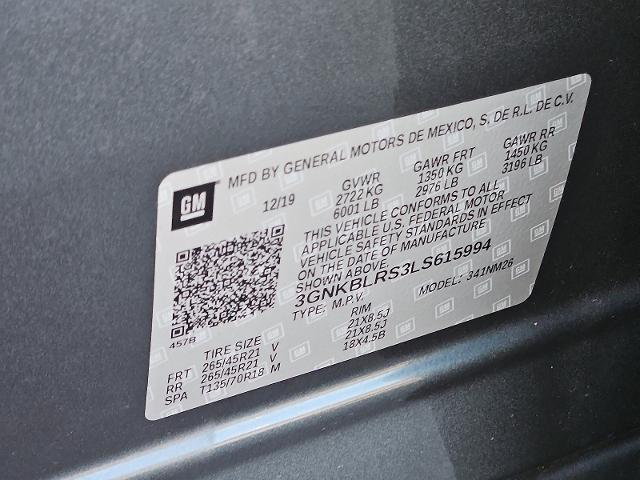 GM
MFD BY GENERAL MOTORS DE MEXICO, S. DE R.L. DE C.V.
12/19 GVWR GAWR FRT GAWR RR
2722 KG 1350 KG 1450 KG
6001 LB 2976 LB 3196 LB
THIS VEHICLE CONFORMS TO ALL
APPLICABLE U.S. FEDERAL MOTOR
VEHICLE SAFETY STANDARDS IN EFFECT
ON THE DATE OF MANUFACTURE
SHOWN ABOVE.
3GNKBLRS3LS615994
TYPE: M.P.V. MODEL: 341NM26
457B
TIRE SIZE RIM
FRT 265/45R21 V 21X8.5J
RR 265/45R21 V 21X8.5J
SPA T135/70R18 M 18X4.5B